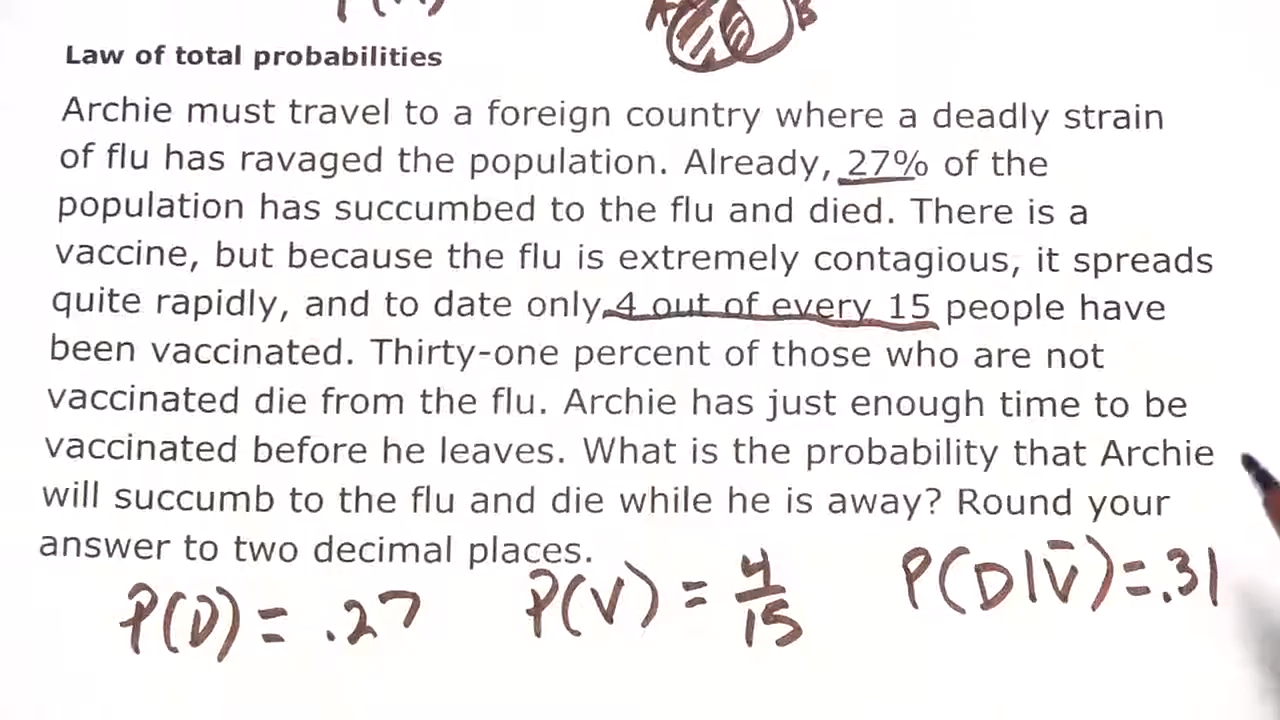 Law of total probabilities
Archie must travel to a foreign country where a deadly strain
of flu has ravaged the population. Already, 27% of the
population has succumbed to the flu and died. There is a
vaccine, but because the flu is extremely contagious, it spreads
quite rapidly, and to date only 4 out of every 15 people have
been vaccinated. Thirty-one percent of those who are not
vaccinated die from the flu. Archie has just enough time to be
vaccinated before he leaves. What is the probability that Archie
will succumb to the flu and die while he is away? Round your
answer to two decimal places.
P(D) = .27 P(V) = 4/15 P(D|V̄)=.31